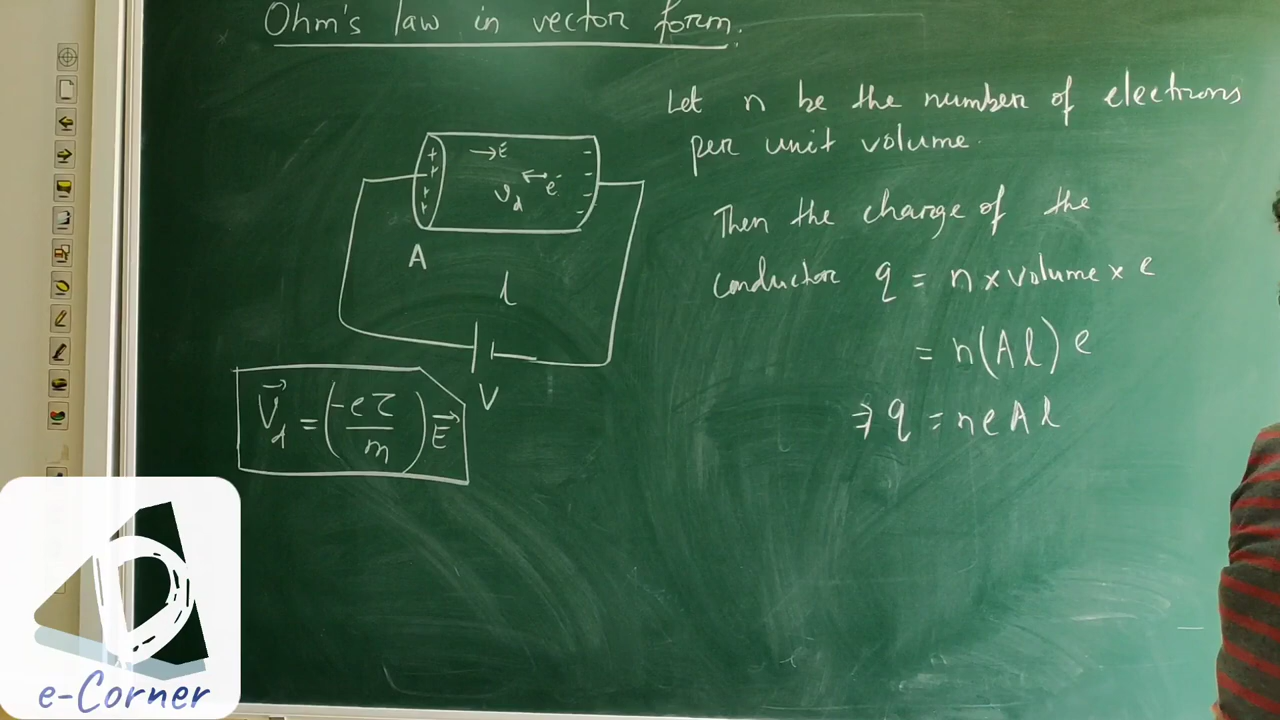 Ohm's law in vector form.
Let n be the number of electrons
per unit volume.
Then the charge of the
conductor q = n × volume × e
= n(Al) e
⇒ q = neAl
+ + + +
→E
v_d ← e⁻
- - - -
A
l
V
V⃗_d = (-eτ/m) E⃗
e-Corner